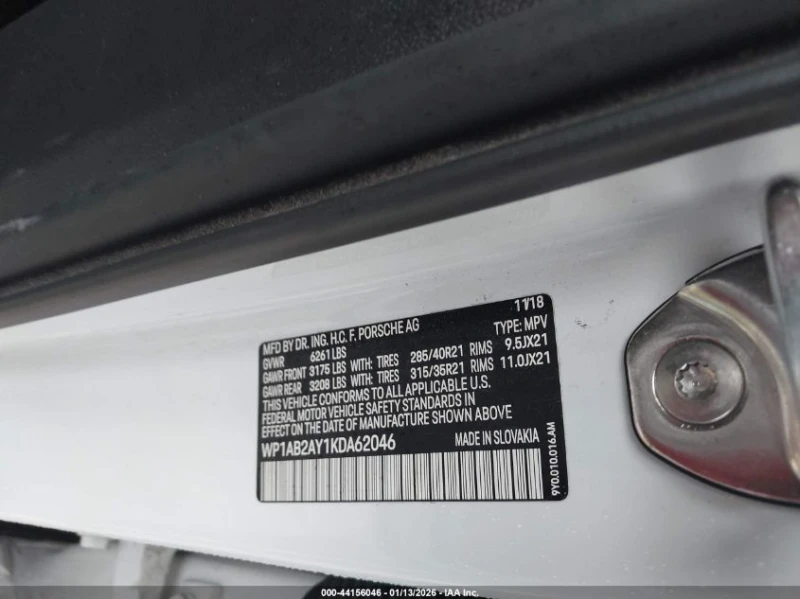 11/18
MFD BY DR. ING. H.C. F. PORSCHE AG TYPE: MPV
GVWR 6261 LBS
GAWR FRONT 3175 LBS WITH: TIRES 285/40R21 RIMS 9.5JX21
GAWR REAR 3208 LBS WITH: TIRES 315/35R21 RIMS 11.0JX21
THIS VEHICLE CONFORMS TO ALL APPLICABLE U.S.
FEDERAL MOTOR VEHICLE SAFETY STANDARDS IN
EFFECT ON THE DATE OF MANUFACTURE SHOWN ABOVE
WP1AB2AY1KDA62046 MADE IN SLOVAKIA
9Y0.010.016.AM
000-44156046 - 01/13/2026 - IAA Inc.